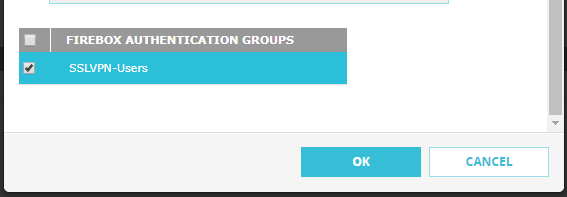 FIREBOX AUTHENTICATION GROUPS
SSLVPN-Users
OK
CANCEL